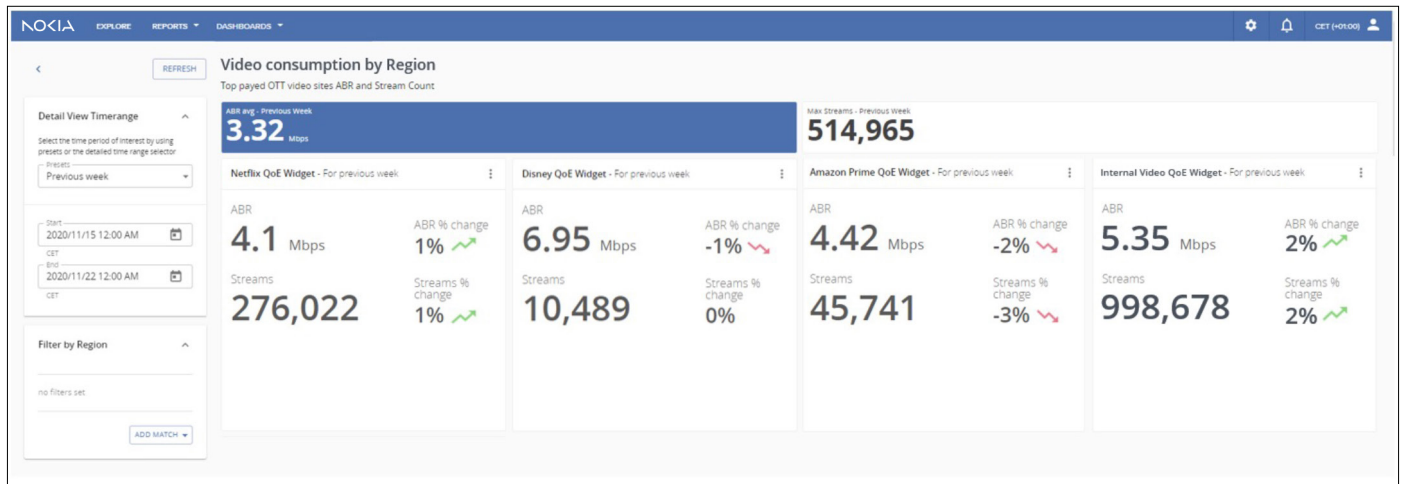 NOKIA EXPLORE REPORTS DASHBOARDS CET (+01:00)
REFRESH
Video consumption by Region
Top payed OTT video sites ABR and Stream Count
Detail View Timerange
Select the time period of interest by using
presets or the detailed time range selector
Presets
Previous week
Start
2020/11/15 12:00 AM
CET
End
2020/11/22 12:00 AM
CET
Filter by Region
no filters set
ADD MATCH
ABR avg - Previous Week
3.32 Mbps
Max Streams - Previous Week
514,965
Netflix QoE Widget - For previous week
ABR
4.1 Mbps
ABR % change
1%
Streams
276,022
Streams %
change
1%
Disney QoE Widget - For previous week
ABR
6.95 Mbps
ABR % change
-1%
Streams
10,489
Streams %
change
0%
Amazon Prime QoE Widget - For previous week
ABR
4.42 Mbps
ABR % change
-2%
Streams
45,741
Streams %
change
-3%
Internal Video QoE Widget - For previous week
ABR
5.35 Mbps
ABR % change
2%
Streams
998,678
Streams %
change
2%